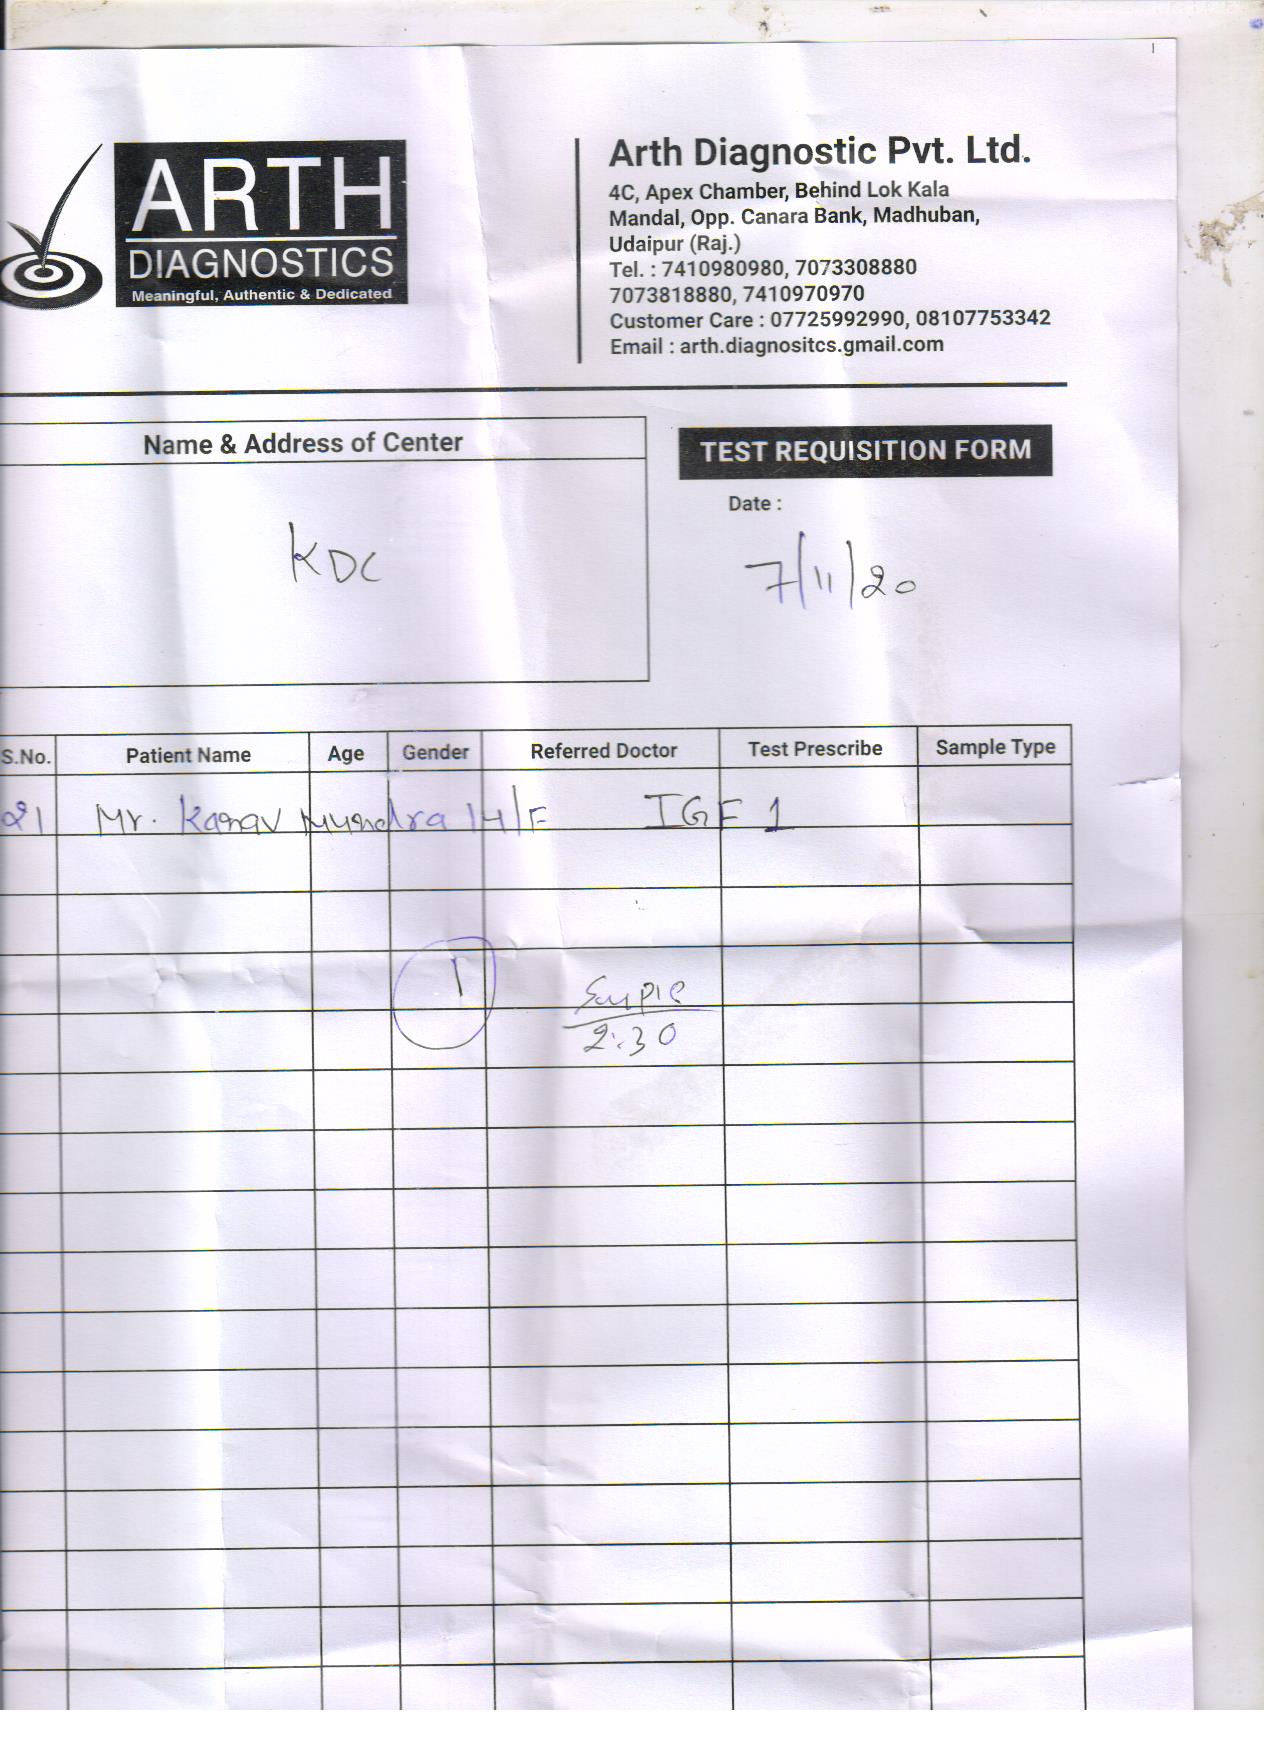 ARTH
DIAGNOSTICS
Meaningful, Authentic & Dedicated
Arth Diagnostic Pvt. Ltd.
4C, Apex Chamber, Behind Lok Kala
Mandal, Opp. Canara Bank, Madhuban,
Udaipur (Raj.)
Tel. : 7410980980, 7073308880
7073818880, 7410970970
Customer Care : 07725992990, 08107753342
Email : arth.diagnositcs.gmail.com
Name & Address of Center
KDC
TEST REQUISITION FORM
Date :
7/11/20
S.No. Patient Name Age Gender Referred Doctor Test Prescribe Sample Type
21 Mr. Kanav Mundra 14/F IGF 1
1
Sample
2:30